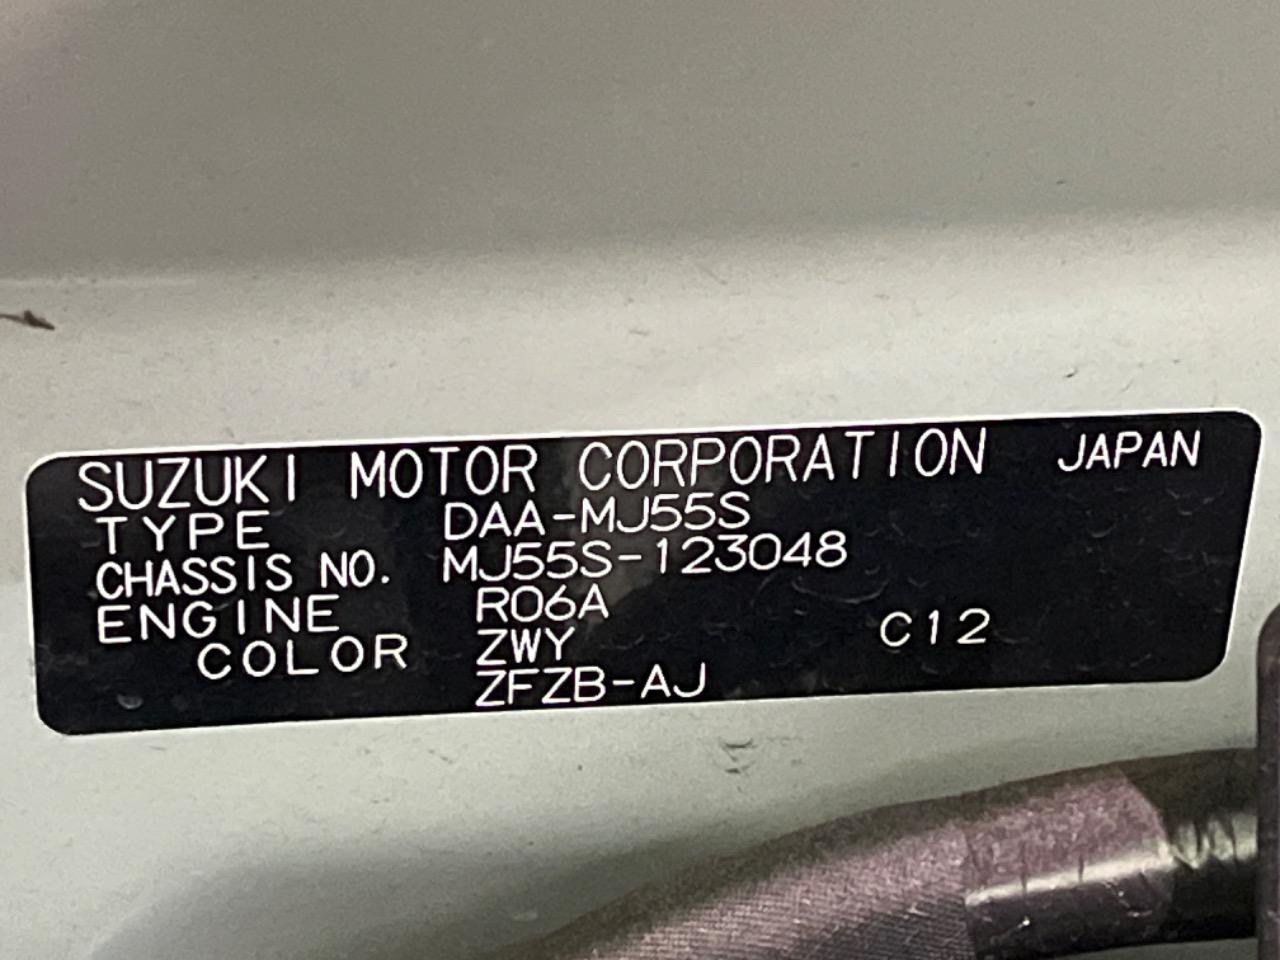 SUZUKI MOTOR CORPORATION JAPAN
TYPE DAA-MJ55S
CHASSIS NO. MJ55S-123048
ENGINE R06A
COLOR ZWY C12
ZFZB-AJ